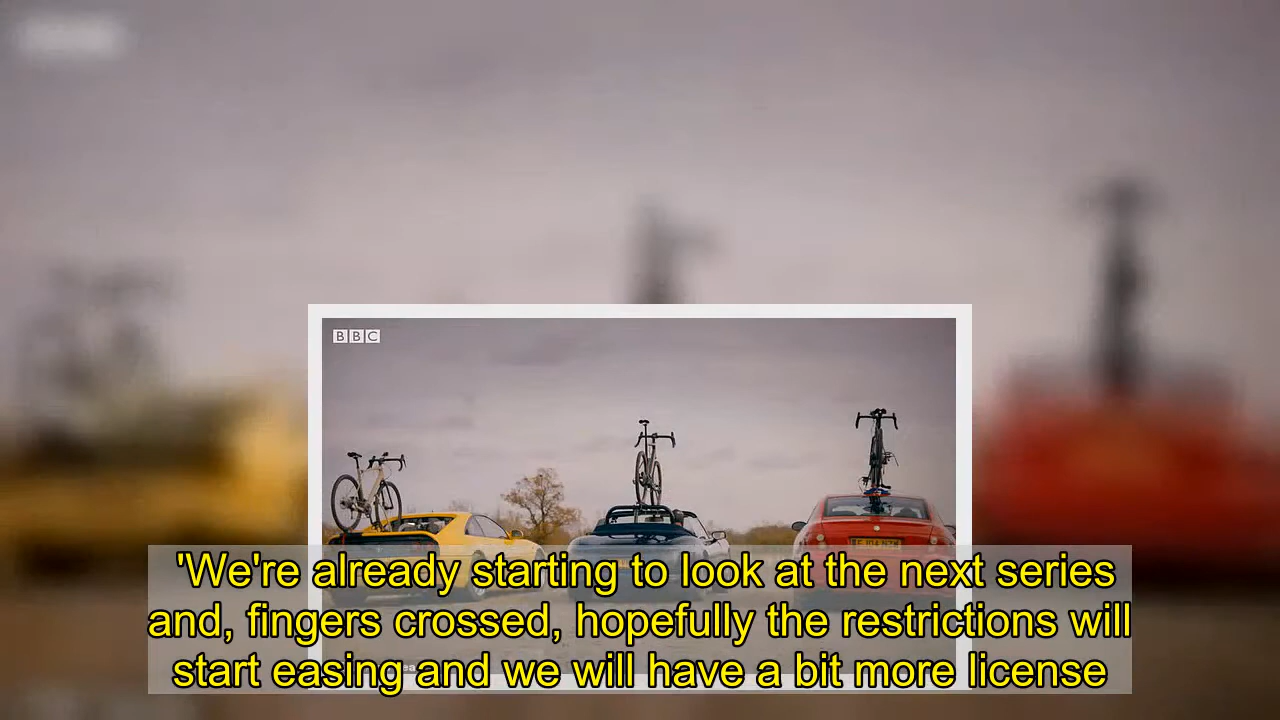 BBC
'We're already starting to look at the next series
and, fingers crossed, hopefully the restrictions will
start easing and we will have a bit more license